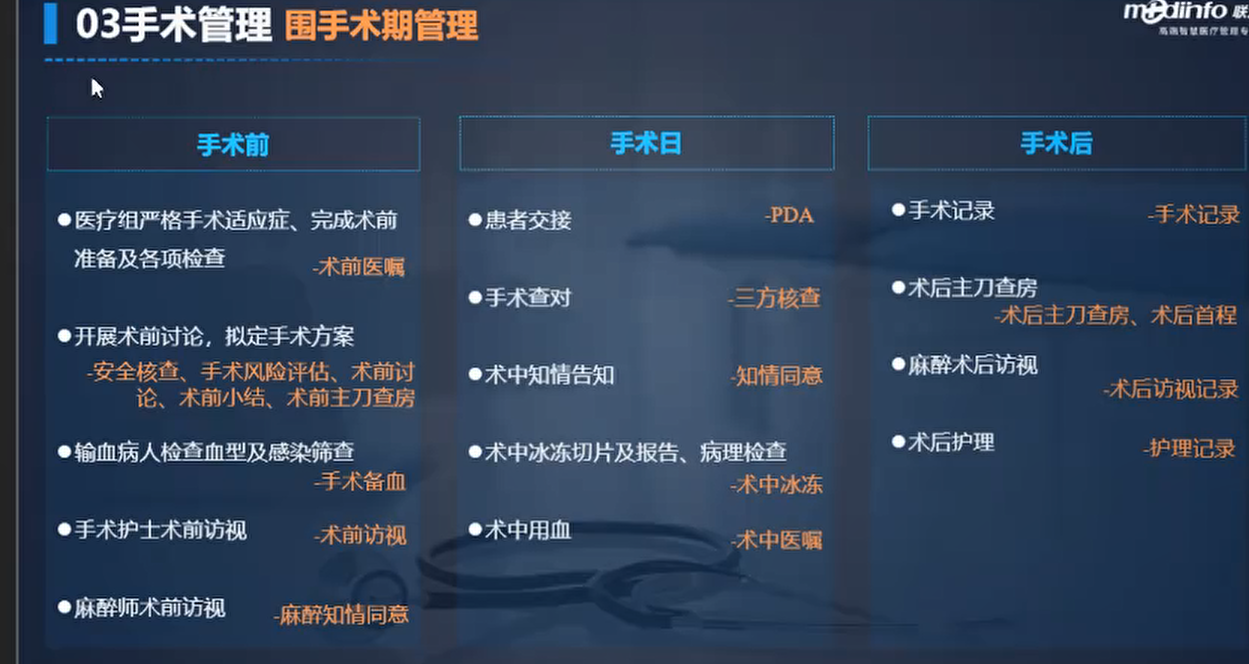 03手术管理 围手术期管理
medinfo 联
高端智慧医疗管理专
手术前
●医疗组严格手术适应症、完成术前
准备及各项检查
-术前医嘱
●开展术前讨论，拟定手术方案
-安全核查、手术风险评估、术前讨
论、术前小结、术前主刀查房
●输血病人检查血型及感染筛查
-手术备血
●手术护士术前访视
-术前访视
●麻醉师术前访视
-麻醉知情同意
手术日
●患者交接
-PDA
●手术查对
-三方核查
●术中知情告知
-知情同意
●术中冰冻切片及报告、病理检查
-术中冰冻
●术中用血
-术中医嘱
手术后
●手术记录
-手术记录
●术后主刀查房
-术后主刀查房、术后首程
●麻醉术后访视
-术后访视记录
●术后护理
-护理记录